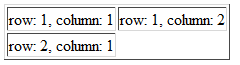 row: 1, column: 1 row: 1, column: 2
row: 2, column: 1